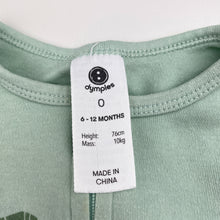 dymples
0
6 - 12 MONTHS
Height: 76cm
Mass: 10kg
MADE IN
CHINA